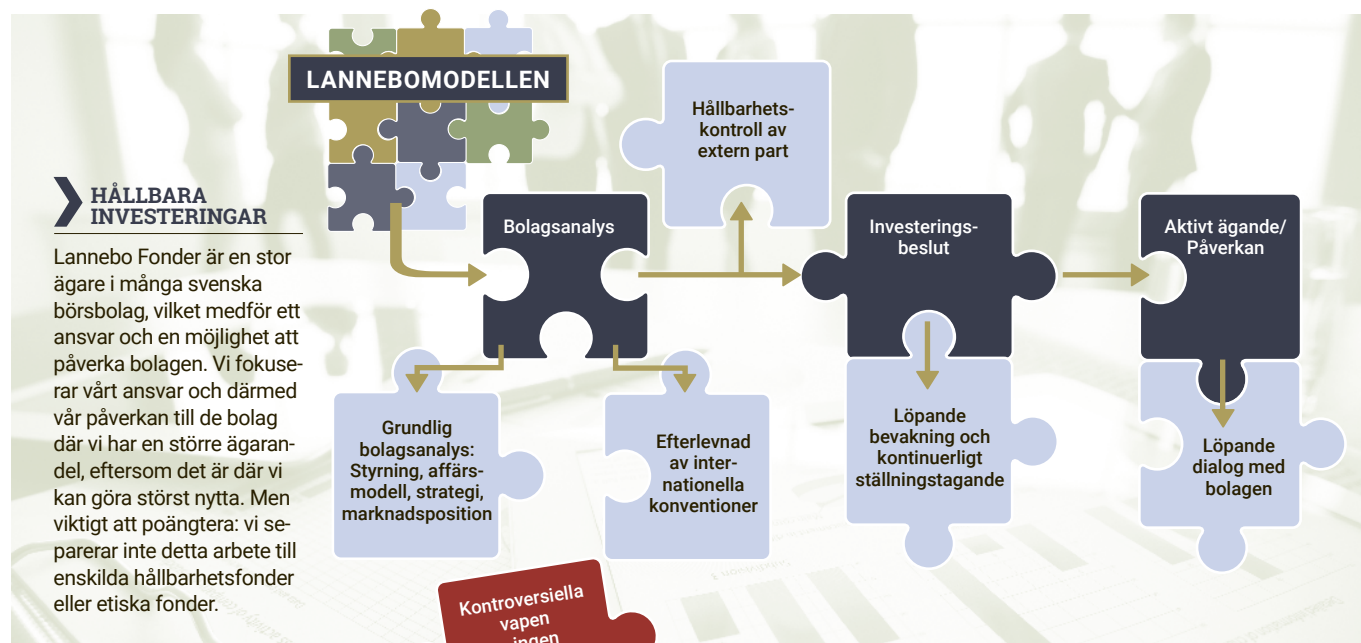 LANNEBOMODELLEN
HÅLLBARA
INVESTERINGAR
Lannebo Fonder är en stor
ägare i många svenska
börsbolag, vilket medför ett
ansvar och en möjlighet att
påverka bolagen. Vi fokuse-
rar vårt ansvar och därmed
vår påverkan till de bolag
där vi har en större ägaran-
del, eftersom det är där vi
kan göra störst nytta. Men
viktigt att poängtera: vi se-
parerar inte detta arbete till
enskilda hållbarhetsfonder
eller etiska fonder.
Hållbarhets-
kontroll av
extern part
Bolagsanalys
Investerings-
beslut
Aktivt ägande/
Påverkan
Grundlig
bolagsanalys:
Styrning, affärs-
modell, strategi,
marknadsposition
Efterlevnad
av inter-
nationella
konventioner
Löpande
bevakning och
kontinuerligt
ställningstagande
Löpande
dialog med
bolagen
Kontroversiella
vapen